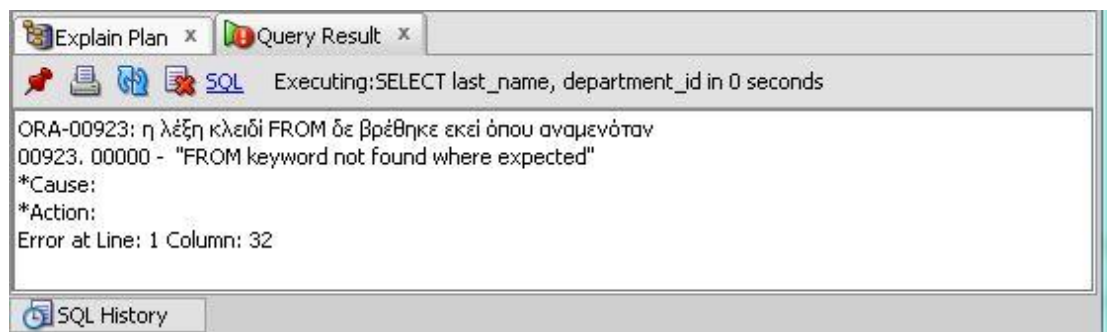 Explain Plan x Query Result x
SQL Executing:SELECT last_name, department_id in 0 seconds
ORA-00923: η λέξη κλειδί FROM δε βρέθηκε εκεί όπου αναμενόταν
00923. 00000 - "FROM keyword not found where expected"
*Cause:
*Action:
Error at Line: 1 Column: 32
SQL History